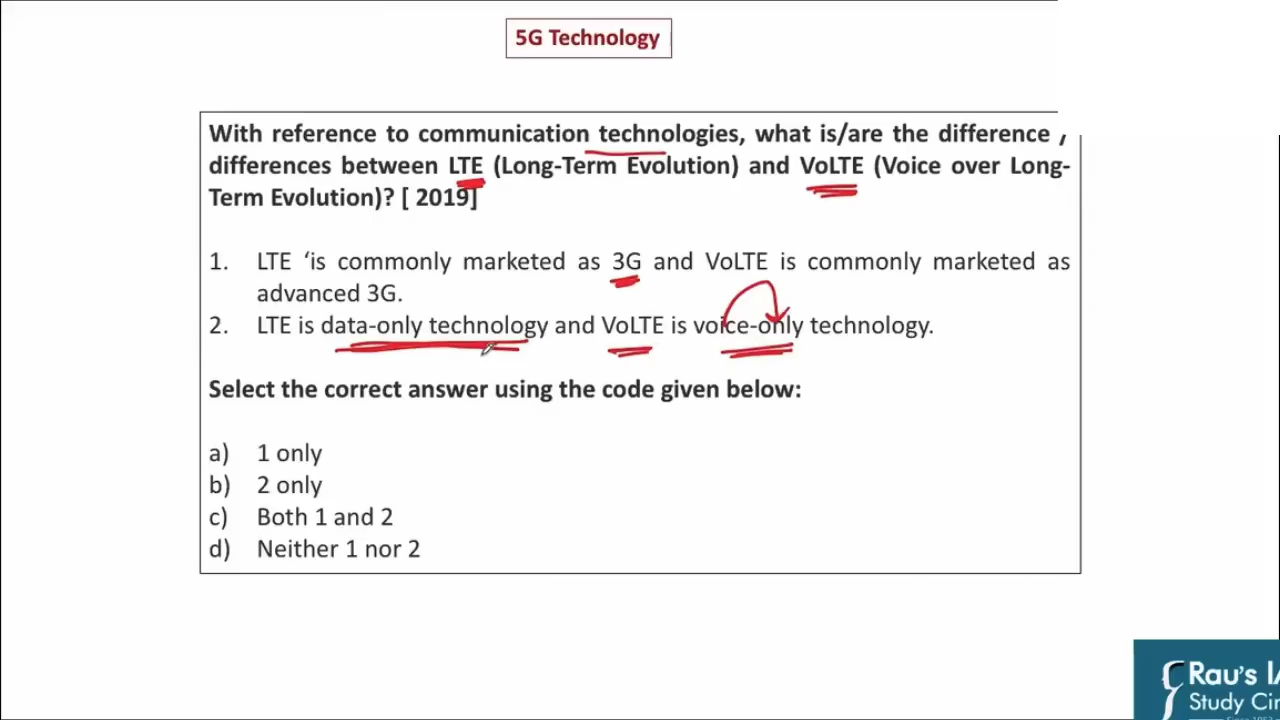 5G Technology
With reference to communication technologies, what is/are the difference /
differences between LTE (Long-Term Evolution) and VoLTE (Voice over Long-
Term Evolution)? [ 2019]
1. LTE ‘is commonly marketed as 3G and VoLTE is commonly marketed as
advanced 3G.
2. LTE is data-only technology and VoLTE is voice-only technology.
Select the correct answer using the code given below:
a) 1 only
b) 2 only
c) Both 1 and 2
d) Neither 1 nor 2
Rau's IA
Study Cir